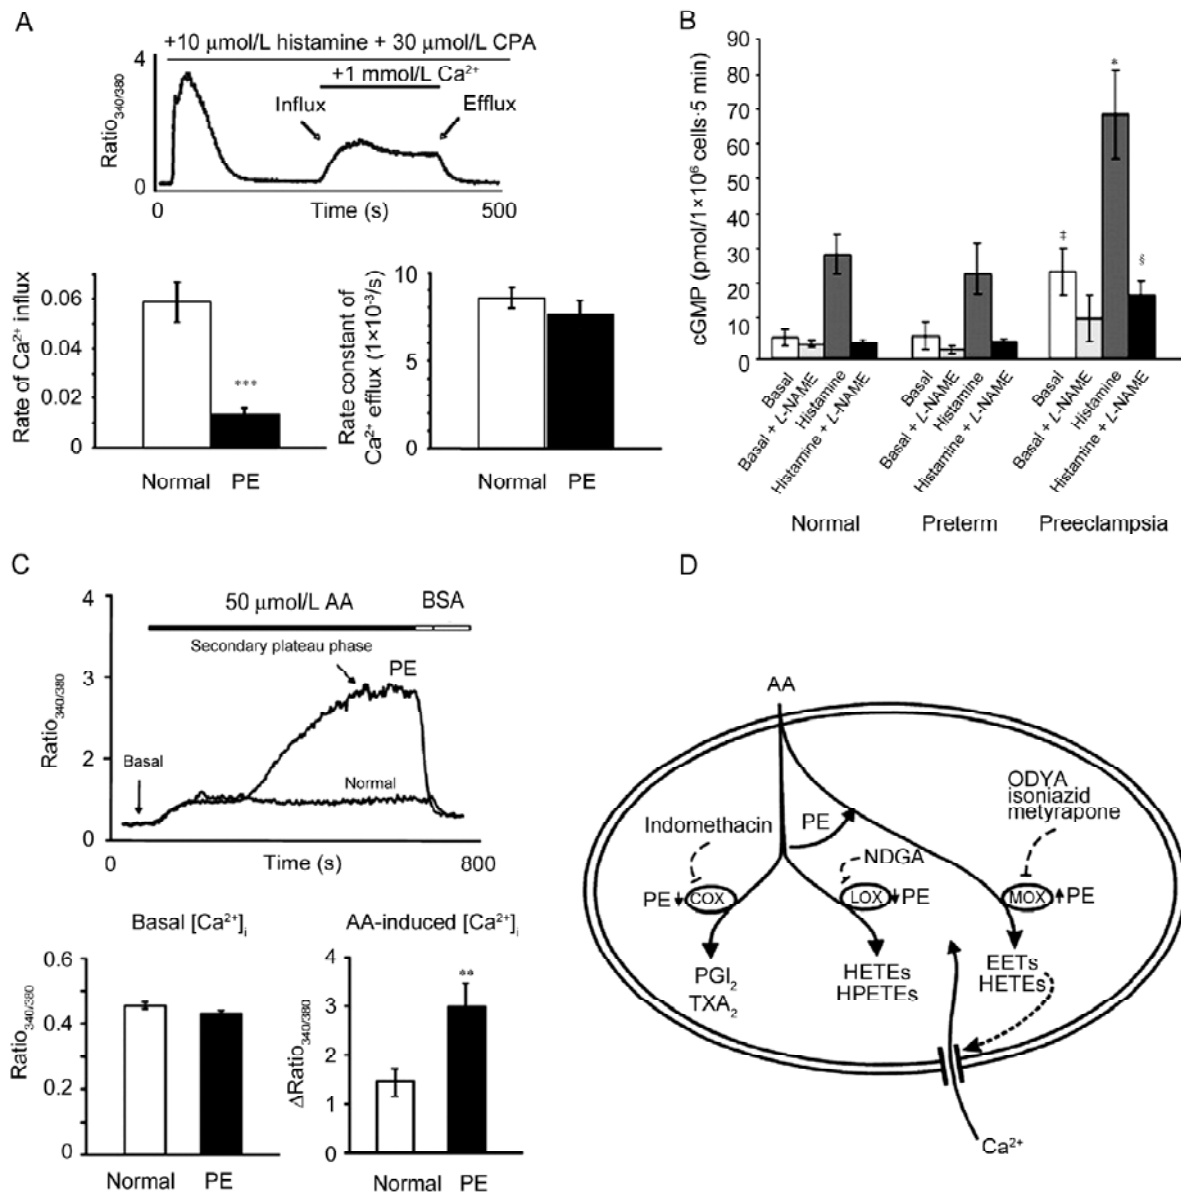 A
+10 μmol/L histamine + 30 μmol/L CPA
+1 mmol/L Ca²⁺
Influx
Efflux
Ratio₃₄₀/₃₈₀
4
0
0
Time (s)
500
Rate of Ca²⁺ influx
0.06
0.04
0.02
0
***
Normal
PE
Rate constant of
Ca²⁺ efflux (1×10⁻³/s)
10
5
0
Normal
PE
B
cGMP (pmol/1×10⁶ cells·5 min)
90
80
70
60
50
40
30
20
10
0
‡
*
§
Basal
Basal + L-NAME
Histamine
Histamine + L-NAME
Basal
Basal + L-NAME
Histamine
Histamine + L-NAME
Basal
Basal + L-NAME
Histamine
Histamine + L-NAME
Normal
Preterm
Preeclampsia
C
50 μmol/L AA
BSA
Secondary plateau phase
PE
Normal
Basal
Ratio₃₄₀/₃₈₀
4
3
2
1
0
0
Time (s)
800
Basal [Ca²⁺]ᵢ
Ratio₃₄₀/₃₈₀
0.6
0.4
0.2
0
Normal
PE
AA-induced [Ca²⁺]ᵢ
ΔRatio₃₄₀/₃₈₀
4
3
2
1
0
**
Normal
PE
D
AA
ODYA
isoniazid
metyrapone
Indomethacin
PE
NDGA
PE
COX
LOX
PE
MOX
PE
PGI₂
TXA₂
HETEs
HPETEs
EETs
HETEs
Ca²⁺